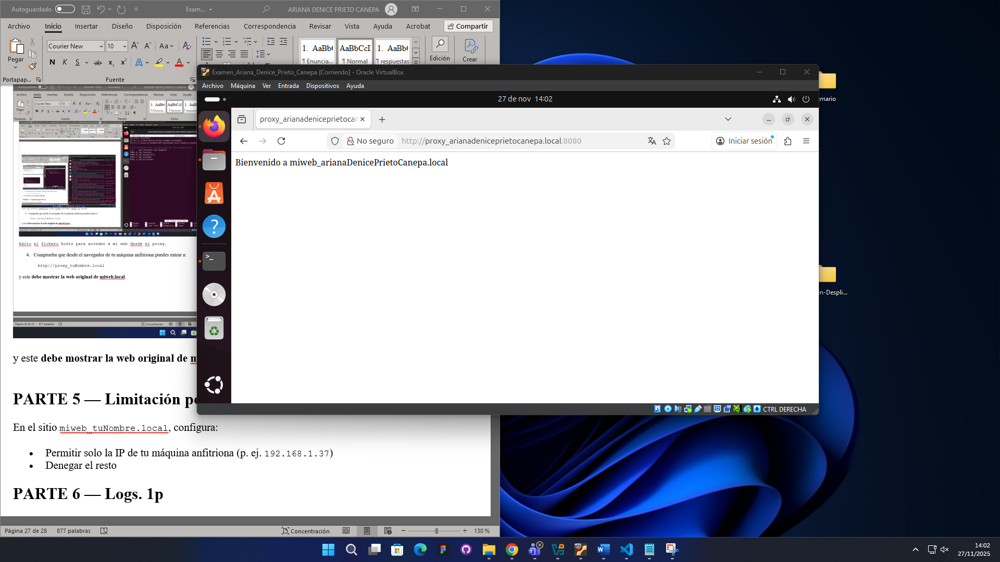 Autoguardado
Exam...
ARIANA DENICE PRIETO CANEPA
Archivo Inicio Insertar Diseño Disposición Referencias Correspondencia Revisar Vista Ayuda Acrobat Compartir
Pegar
Courier New 10
N K S ab x₂ x²
Portapap... Fuente
1. AaBb( AaBbCcI 1. AaBb(
¶ Enuncia... ¶ Normal ¶ respuestas
Edición
Crear
Edito el fichero hosts para acceder a mi web desde el proxy.
4. Comprueba que desde el navegador de tu máquina anfitriona puedes entrar a:
http://proxy_tuNombre.local
y este debe mostrar la web original de miweb.local.
y este debe mostrar la web original de m
PARTE 5 — Limitación po
En el sitio miweb_tuNombre.local, configura:
• Permitir solo la IP de tu máquina anfitriona (p. ej. 192.168.1.37)
• Denegar el resto
PARTE 6 — Logs. 1p
Página 27 de 28 877 palabras Concentración 130 %
Examen_Ariana_Denice_Prieto_Canepa [Corriendo] - Oracle VirtualBox
Archivo Máquina Ver Entrada Dispositivos Ayuda
27 de nov 14:02
proxy_arianadeniceprietocan
No seguro http://proxy_arianadeniceprietocanepa.local:8080 Iniciar sesión
Bienvenido a miweb_arianaDenicePrietoCanepa.local
CTRL DERECHA
emario
en-Despli...
14:02
27/11/2025